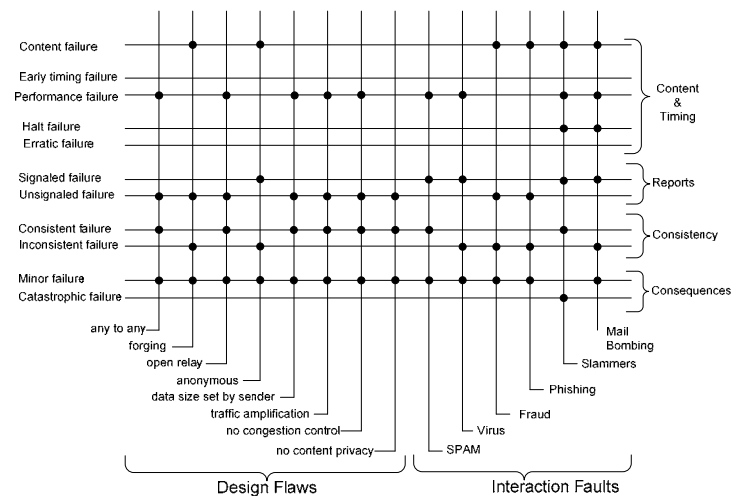 Content failure
Early timing failure
Performance failure
Halt failure
Erratic failure
Content
&
Timing
Signaled failure
Unsignaled failure
Reports
Consistent failure
Inconsistent failure
Consistency
Minor failure
Catastrophic failure
Consequences
any to any
forging
open relay
anonymous
data size set by sender
traffic amplification
no congestion control
no content privacy
Mail
Bombing
Slammers
Phishing
Fraud
Virus
SPAM
Design Flaws
Interaction Faults